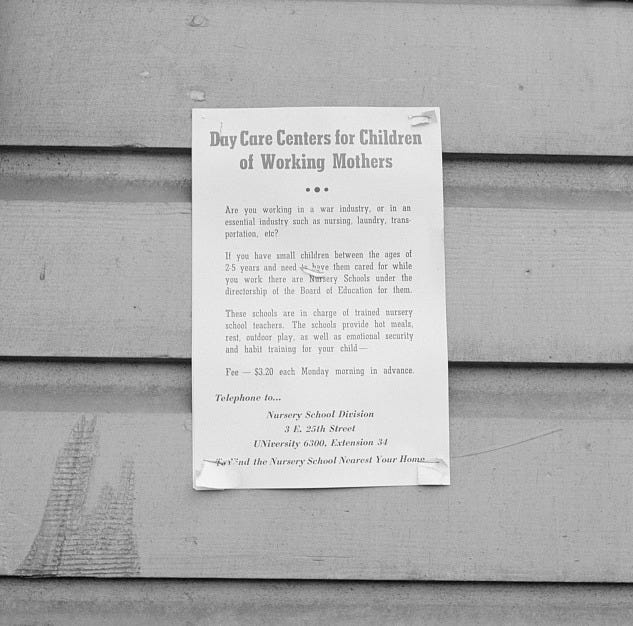 Day Care Centers for Children
of Working Mothers
Are you working in a war industry, or in an
essential industry such as nursing, laundry, trans-
portation, etc?
If you have small children between the ages of
2-5 years and need to have them cared for while
you work there are Nursery Schools under the
directorship of the Board of Education for them.
These schools are in charge of trained nursery
school teachers. The schools provide hot meals,
rest, outdoor play, as well as emotional security
and habit training for your child—
Fee — $3.20 each Monday morning in advance.
Telephone to...
Nursery School Division
3 E. 25th Street
UNiversity 6300, Extension 34
To Find the Nursery School Nearest Your Home